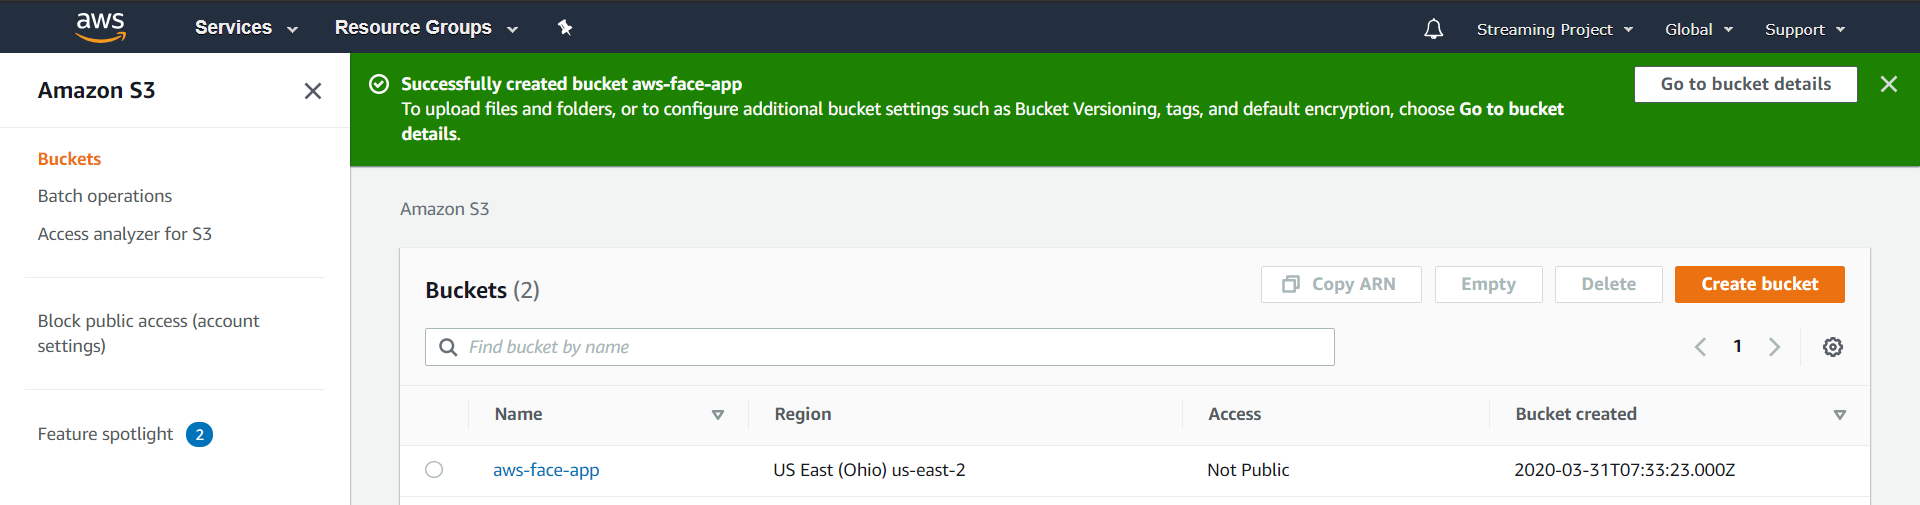 aws Services Resource Groups Streaming Project Global Support
Amazon S3
Buckets
Batch operations
Access analyzer for S3
Block public access (account
settings)
Feature spotlight 2
Successfully created bucket aws-face-app
To upload files and folders, or to configure additional bucket settings such as Bucket Versioning, tags, and default encryption, choose Go to bucket
details.
Go to bucket details
Amazon S3
Buckets (2)
Copy ARN Empty Delete Create bucket
Find bucket by name
1
Name Region Access Bucket created
aws-face-app US East (Ohio) us-east-2 Not Public 2020-03-31T07:33:23.000Z